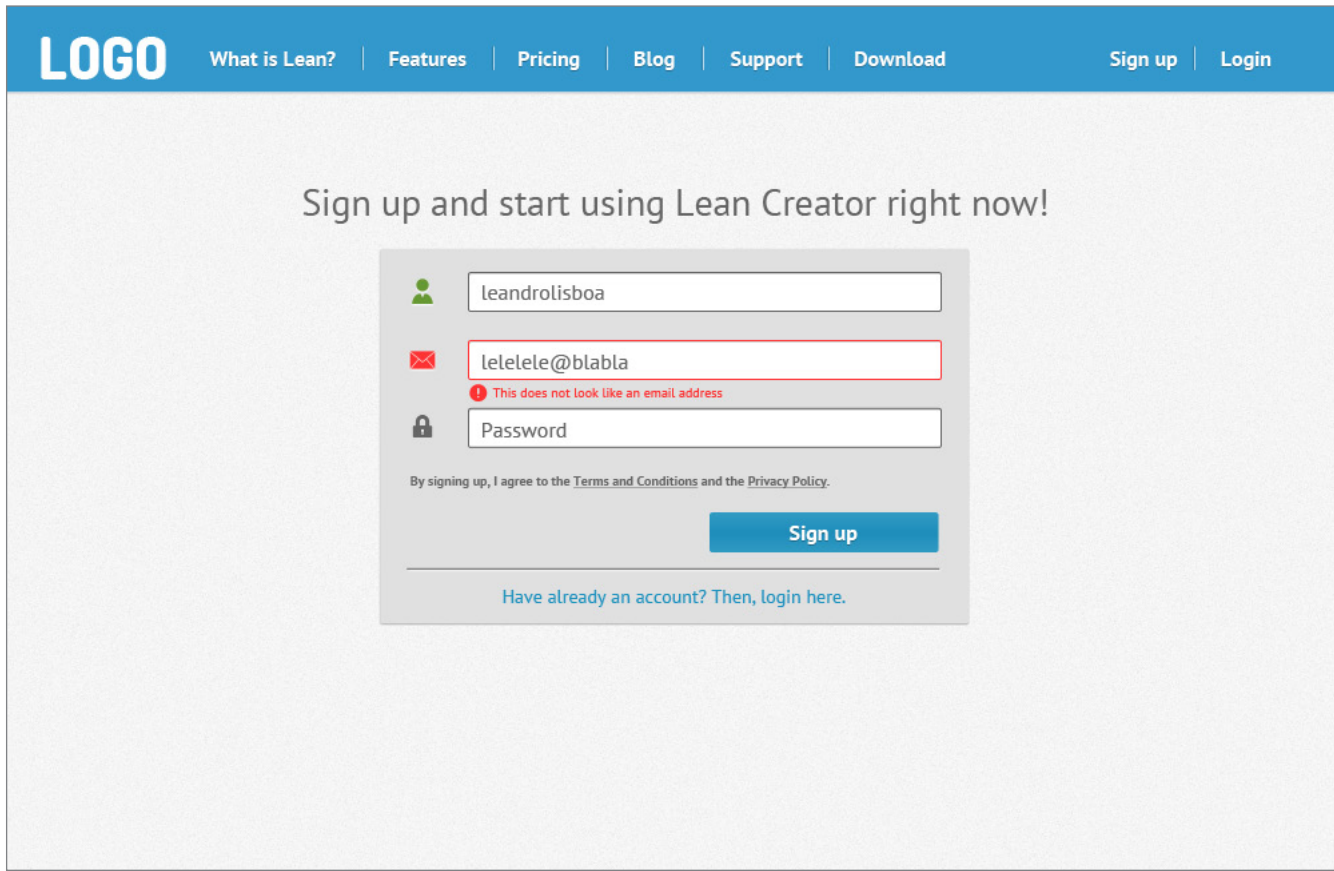 LOGO What is Lean? Features Pricing Blog Support Download Sign up Login
Sign up and start using Lean Creator right now!
leandrolisboa
lelelele@blabla
This does not look like an email address
Password
By signing up, I agree to the Terms and Conditions and the Privacy Policy.
Sign up
Have already an account? Then, login here.